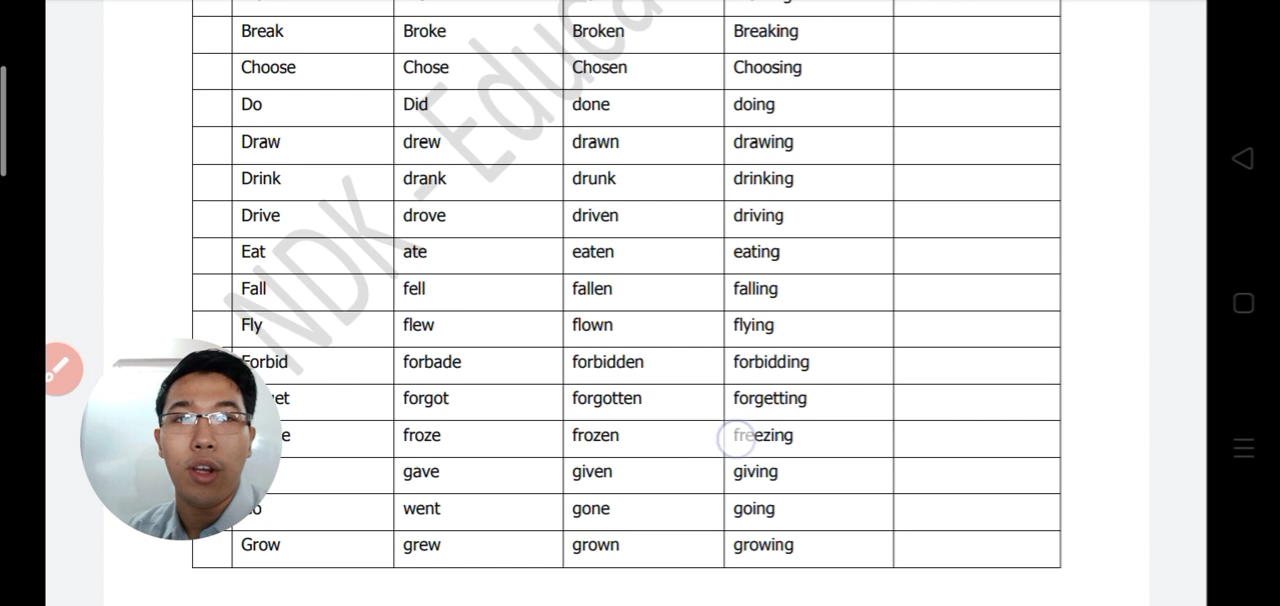 Break Broke Broken Breaking
Choose Chose Chosen Choosing
Do Did done doing
Draw drew drawn drawing
Drink drank drunk drinking
Drive drove driven driving
Eat ate eaten eating
Fall fell fallen falling
Fly flew flown flying
Forbid forbade forbidden forbidding
forgot forgotten forgetting
froze frozen freezing
gave given giving
went gone going
Grow grew grown growing
NDK - Educa